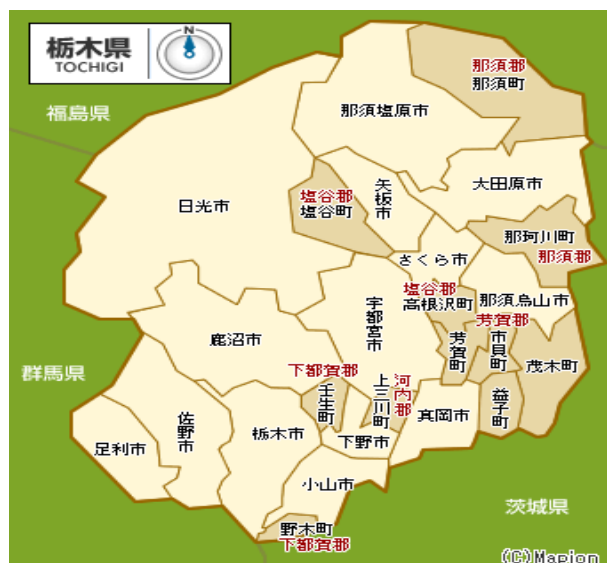 栃木県
TOCHIGI
N
那須郡
那須町
福島県
那須塩原市
大田原市
矢板市
塩谷郡
塩谷町
日光市
那珂川町
那須郡
さくら市
塩谷郡
高根沢町
那須烏山市
芳賀郡
宇都宮市
鹿沼市
芳賀町
市貝町
茂木町
群馬県
下都賀郡
壬生町
上三川町
河内郡
益子町
真岡市
佐野市
足利市
栃木市
下野市
小山市
茨城県
野木町
下都賀郡
(C)Mapion